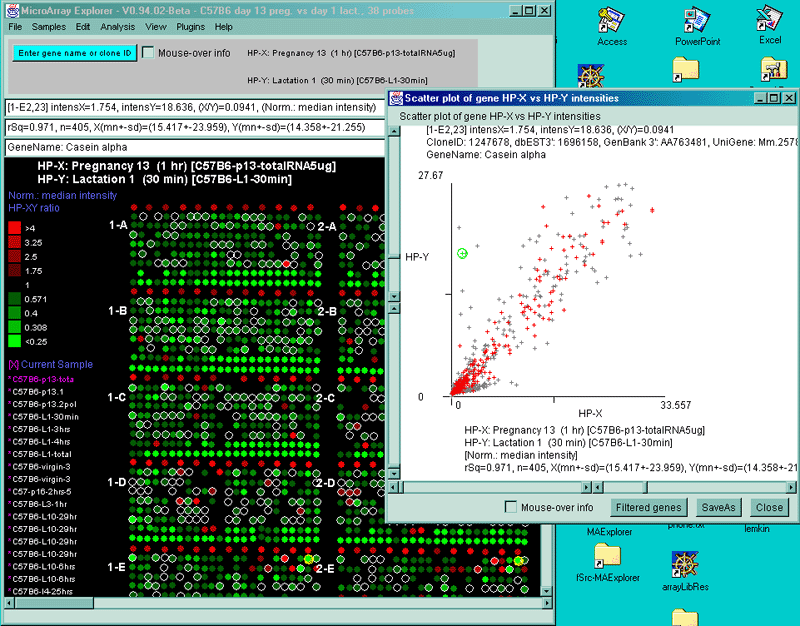 MicroArray Explorer - V0.94.02-Beta - C57B6 day 13 preg. vs day 1 lact., 38 probes
File Samples Edit Analysis View Plugins Help
Enter gene name or clone ID
Mouse-over info
HP-X: Pregnancy 13 (1 hr) [C57B6-p13-totalRNA5ug]
HP-Y: Lactation 1 (30 min) [C57B6-L1-30min]
[1-E2,23] intensX=1.754, intensY=18.636, (X/Y)=0.0941, (Norm.: median intensity)
rSq=0.971, n=405, X(mn+-sd)=(15.417+-23.959), Y(mn+-sd)=(14.358+-21.255)
GeneName: Casein alpha
HP-X: Pregnancy 13 (1 hr) [C57B6-p13-totalRNA5ug]
HP-Y: Lactation 1 (30 min) [C57B6-L1-30min]
Norm.: median intensity
HP-XY ratio
>4
3.25
2.5
1.75
1
0.571
0.4
0.308
<0.25
1-A
2-A
1-B
2-B
1-C
2-C
1-D
2-D
1-E
2-E
[X] Current Sample
*C57B6-p13-tota
*C57B6-p13.1
*C57B6-p13.2pol
*C57B6-L1-30min
*C57B6-L1-3hrs
*C57B6-L1-4hrs
*C57B6-L1-total
*C57B6-virgin-3
*C57B6-virgin-3
*C57-p16-2hrs-5
*C57B6-L3-1hr
*C57B6-L10-29hr
*C57B6-L10-29hr
*C57B6-L10-29hr
*C57B6-L10-6hrs
*C57B6-L10-6hrs
*C57B6-l4-25hrs
Scatter plot of gene HP-X vs HP-Y intensities
Scatter plot of gene HP-X vs HP-Y intensities
[1-E2,23] intensX=1.754, intensY=18.636, (X/Y)=0.0941
CloneID: 1247678, dbEST3': 1696158, GenBank 3': AA763481, UniGene: Mm.2578
GeneName: Casein alpha
27.67
HP-Y
0
0
33.557
HP-X
HP-X: Pregnancy 13 (1 hr) [C57B6-p13-totalRNA5ug]
HP-Y: Lactation 1 (30 min) [C57B6-L1-30min]
[Norm.: median intensity]
rSq=0.971, n=405, X(mn+-sd)=(15.417+-23.959), Y(mn+-sd)=(14.358+-21
Mouse-over info
Filtered genes
SaveAs
Close
Access
PowerPoint
Excel
MAExplorer
lemkin
fSrc-MAExplorer
arrayLibRes